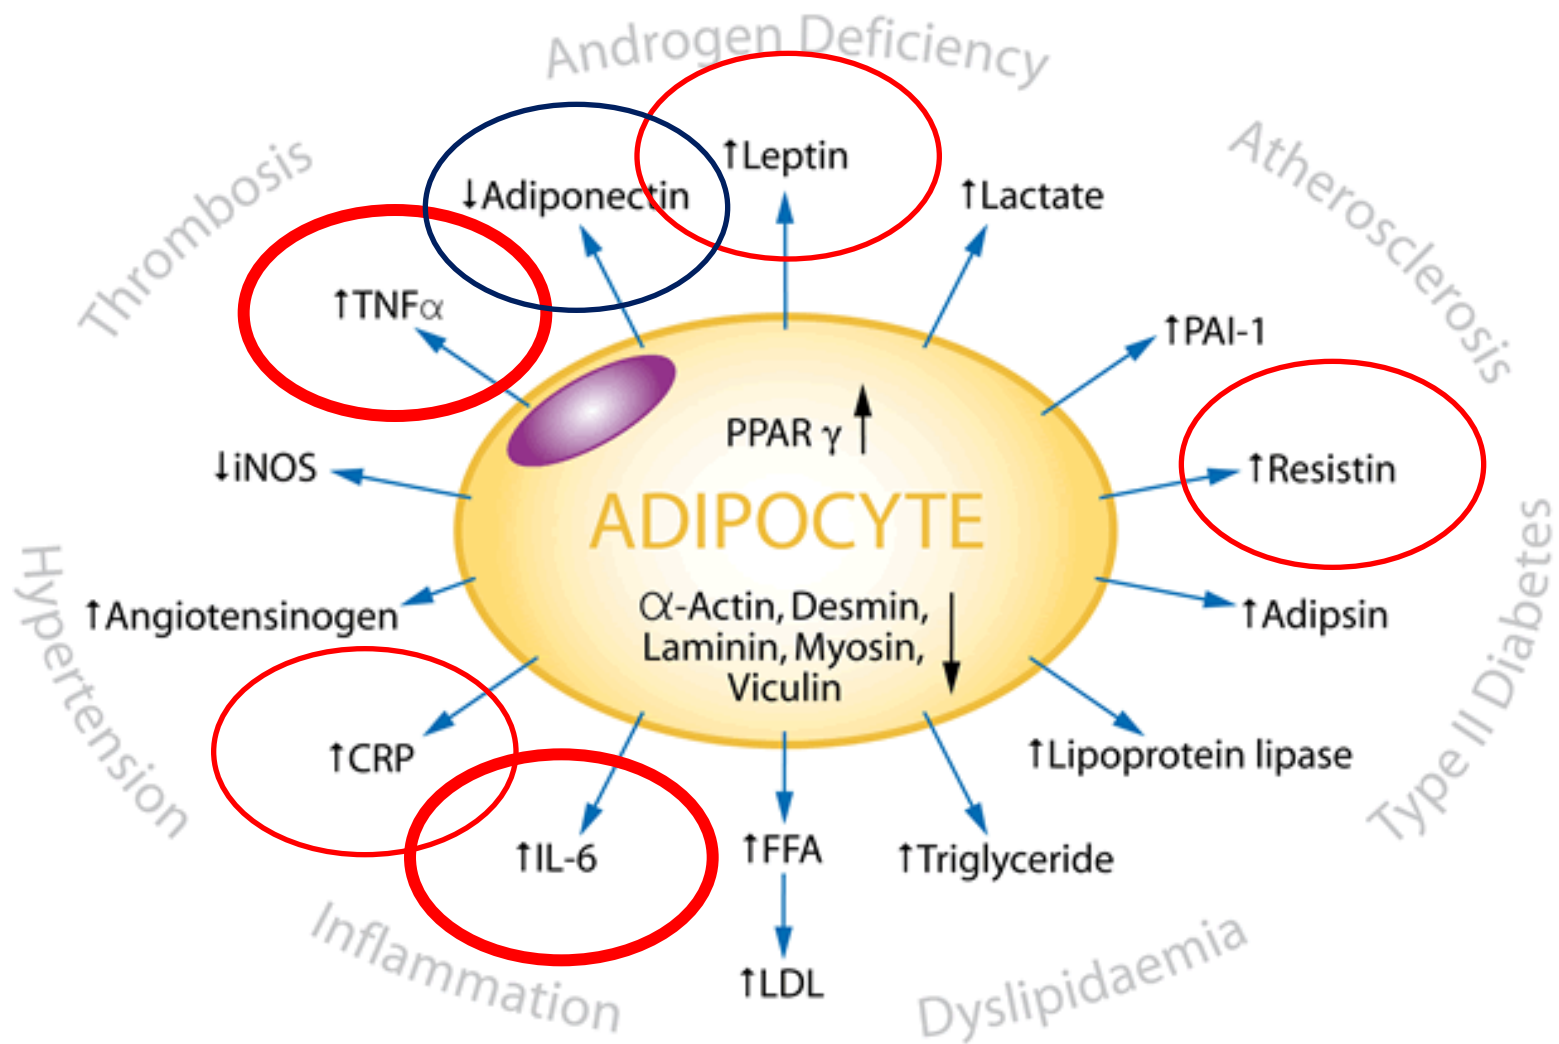 Androgen Deficiency
Thrombosis
Atherosclerosis
↑Leptin
↓Adiponectin
↑Lactate
↑TNFα
↑PAI-1
PPAR γ ↑
↓iNOS
↑Resistin
ADIPOCYTE
α-Actin, Desmin,
Laminin, Myosin,
Viculin
↓
↑Angiotensinogen
↑Adipsin
Hypertension
Type II Diabetes
↑CRP
↑Lipoprotein lipase
↑IL-6
↑FFA
↑Triglyceride
↑LDL
Inflammation
Dyslipidaemia